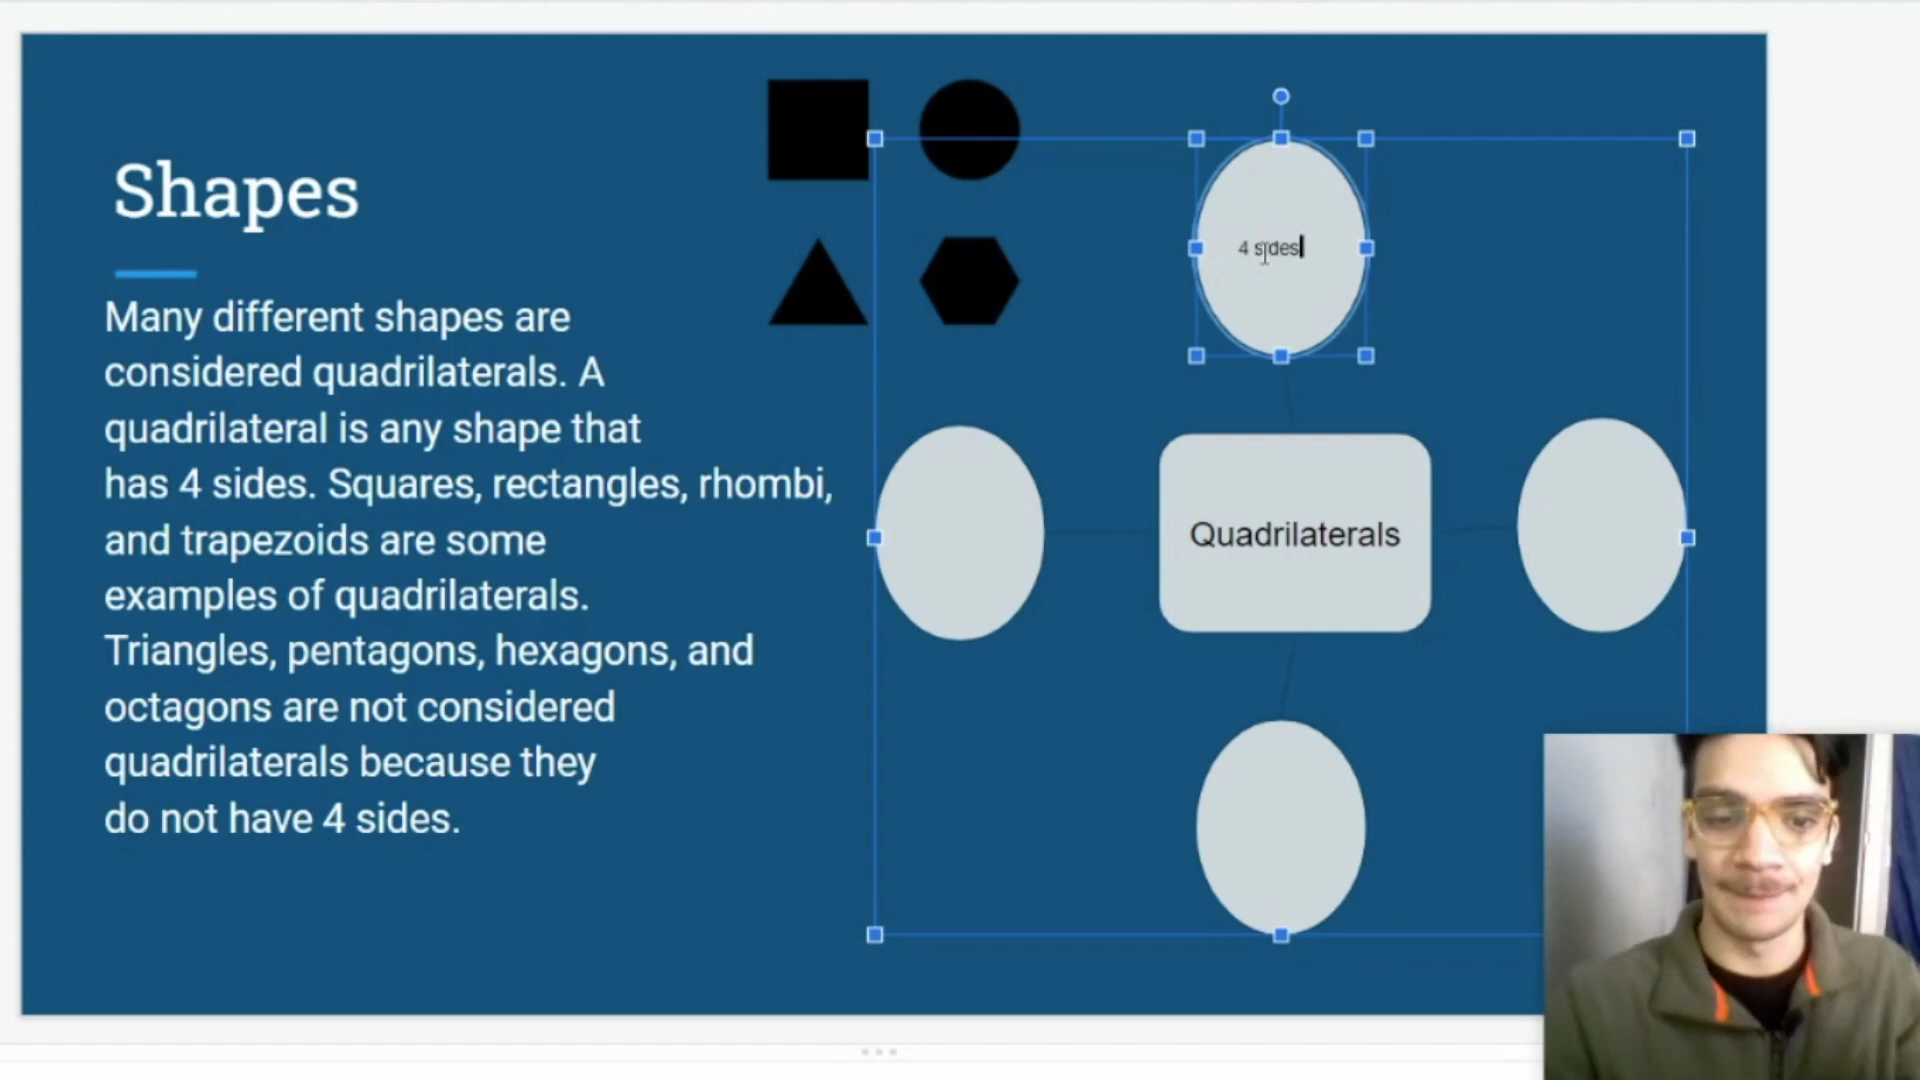 Shapes
Many different shapes are
considered quadrilaterals. A
quadrilateral is any shape that
has 4 sides. Squares, rectangles, rhombi,
and trapezoids are some
examples of quadrilaterals.
Triangles, pentagons, hexagons, and
octagons are not considered
quadrilaterals because they
do not have 4 sides.
4 sides
Quadrilaterals